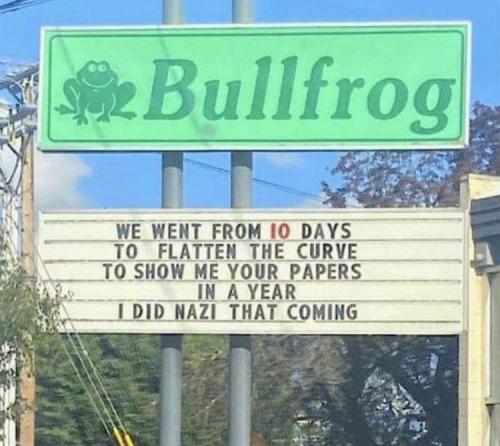 Bullfrog
WE WENT FROM 10 DAYS
TO FLATTEN THE CURVE
TO SHOW ME YOUR PAPERS
IN A YEAR
I DID NAZI THAT COMING